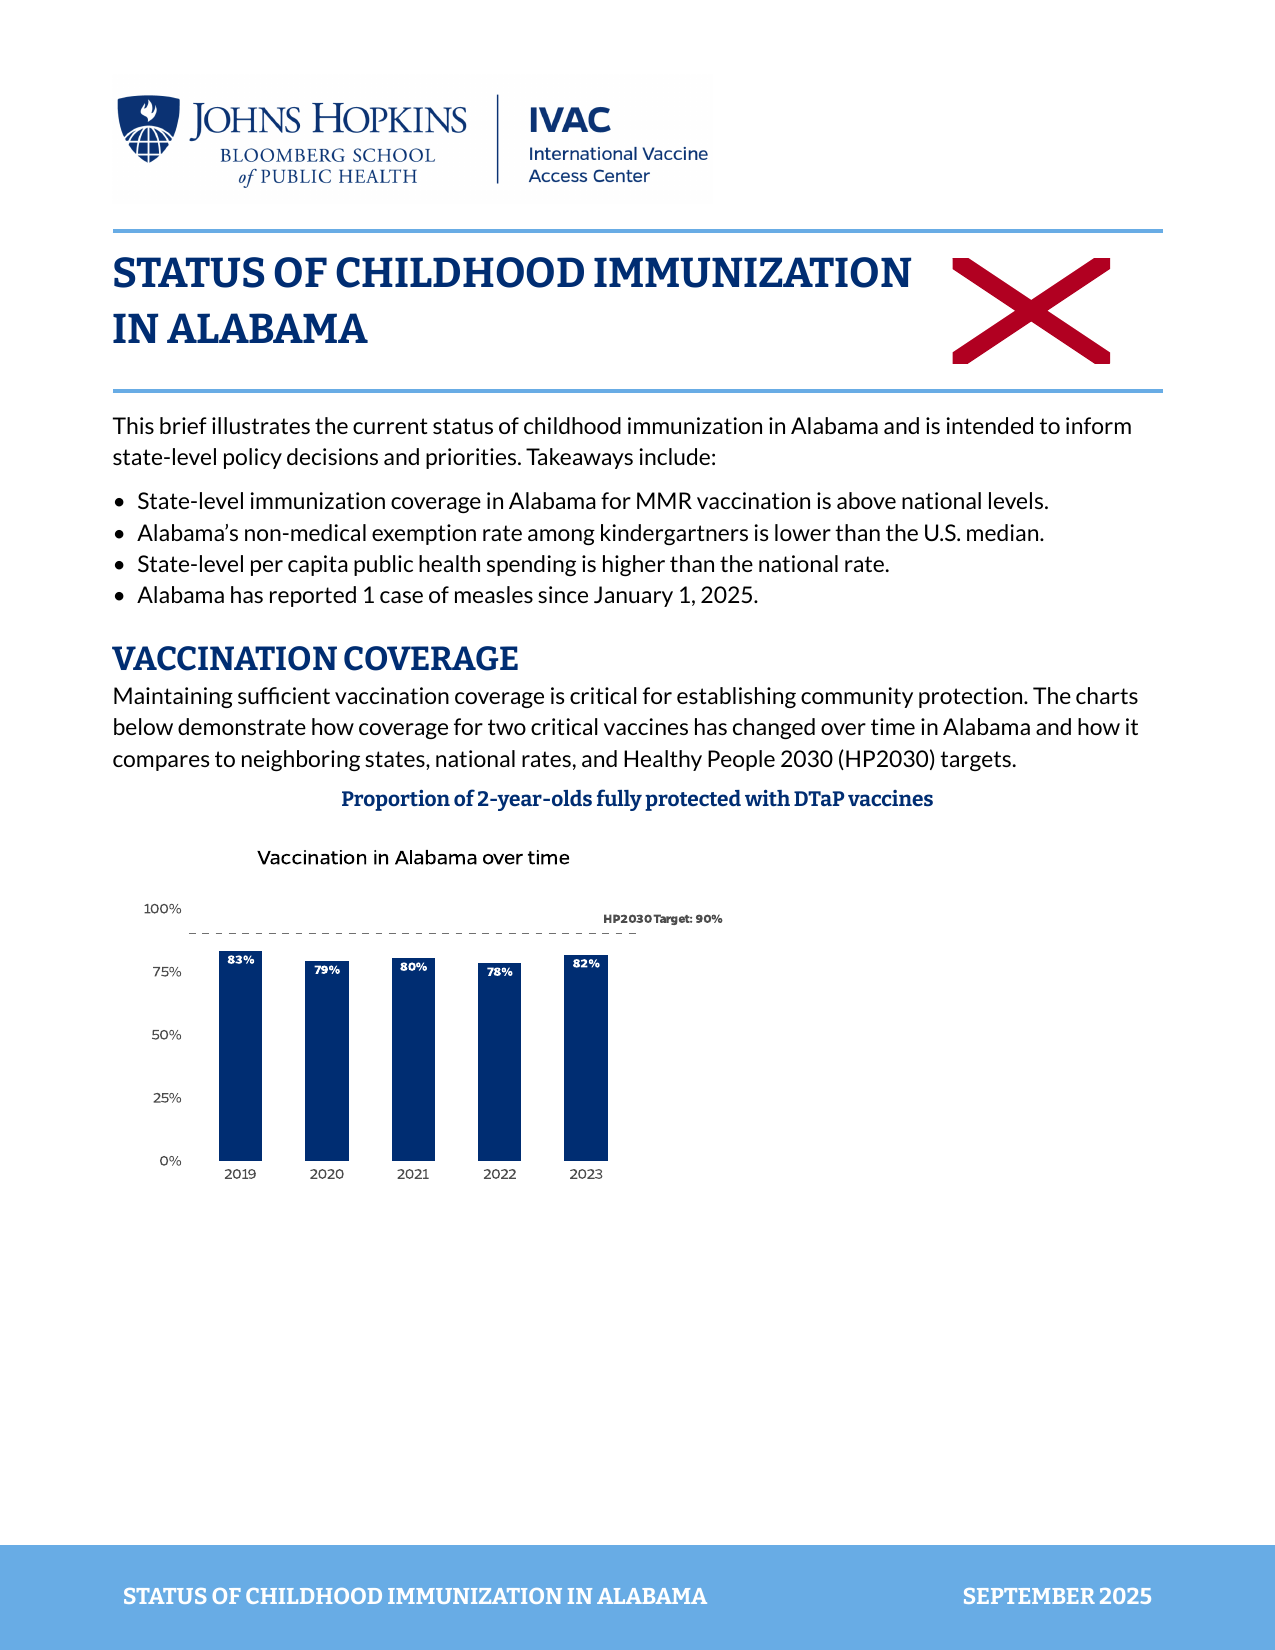 JOHNS HOPKINS
BLOOMBERG SCHOOL
of PUBLIC HEALTH
IVAC
International Vaccine
Access Center
STATUS OF CHILDHOOD IMMUNIZATION
IN ALABAMA
This brief illustrates the current status of childhood immunization in Alabama and is intended to inform
state-level policy decisions and priorities. Takeaways include:
• State-level immunization coverage in Alabama for MMR vaccination is above national levels.
• Alabama’s non-medical exemption rate among kindergartners is lower than the U.S. median.
• State-level per capita public health spending is higher than the national rate.
• Alabama has reported 1 case of measles since January 1, 2025.
VACCINATION COVERAGE
Maintaining sufficient vaccination coverage is critical for establishing community protection. The charts
below demonstrate how coverage for two critical vaccines has changed over time in Alabama and how it
compares to neighboring states, national rates, and Healthy People 2030 (HP2030) targets.
Proportion of 2-year-olds fully protected with DTaP vaccines
Vaccination in Alabama over time
100%
HP2030 Target: 90%
83%
79%
80%
78%
82%
75%
50%
25%
0%
2019
2020
2021
2022
2023
STATUS OF CHILDHOOD IMMUNIZATION IN ALABAMA
SEPTEMBER 2025